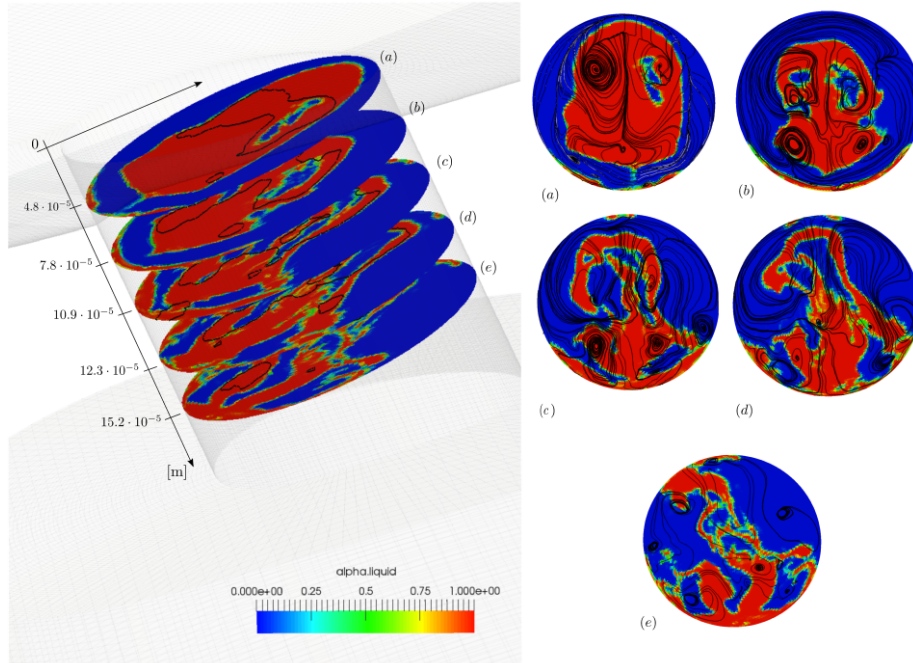 (a)
(b)
(c)
(d)
(e)
0
4.8 · 10⁻⁵
7.8 · 10⁻⁵
10.9 · 10⁻⁵
12.3 · 10⁻⁵
15.2 · 10⁻⁵
[m]
alpha.liquid
0.000e+00 0.25 0.5 0.75 1.000e+00
(a)
(b)
(c)
(d)
(e)